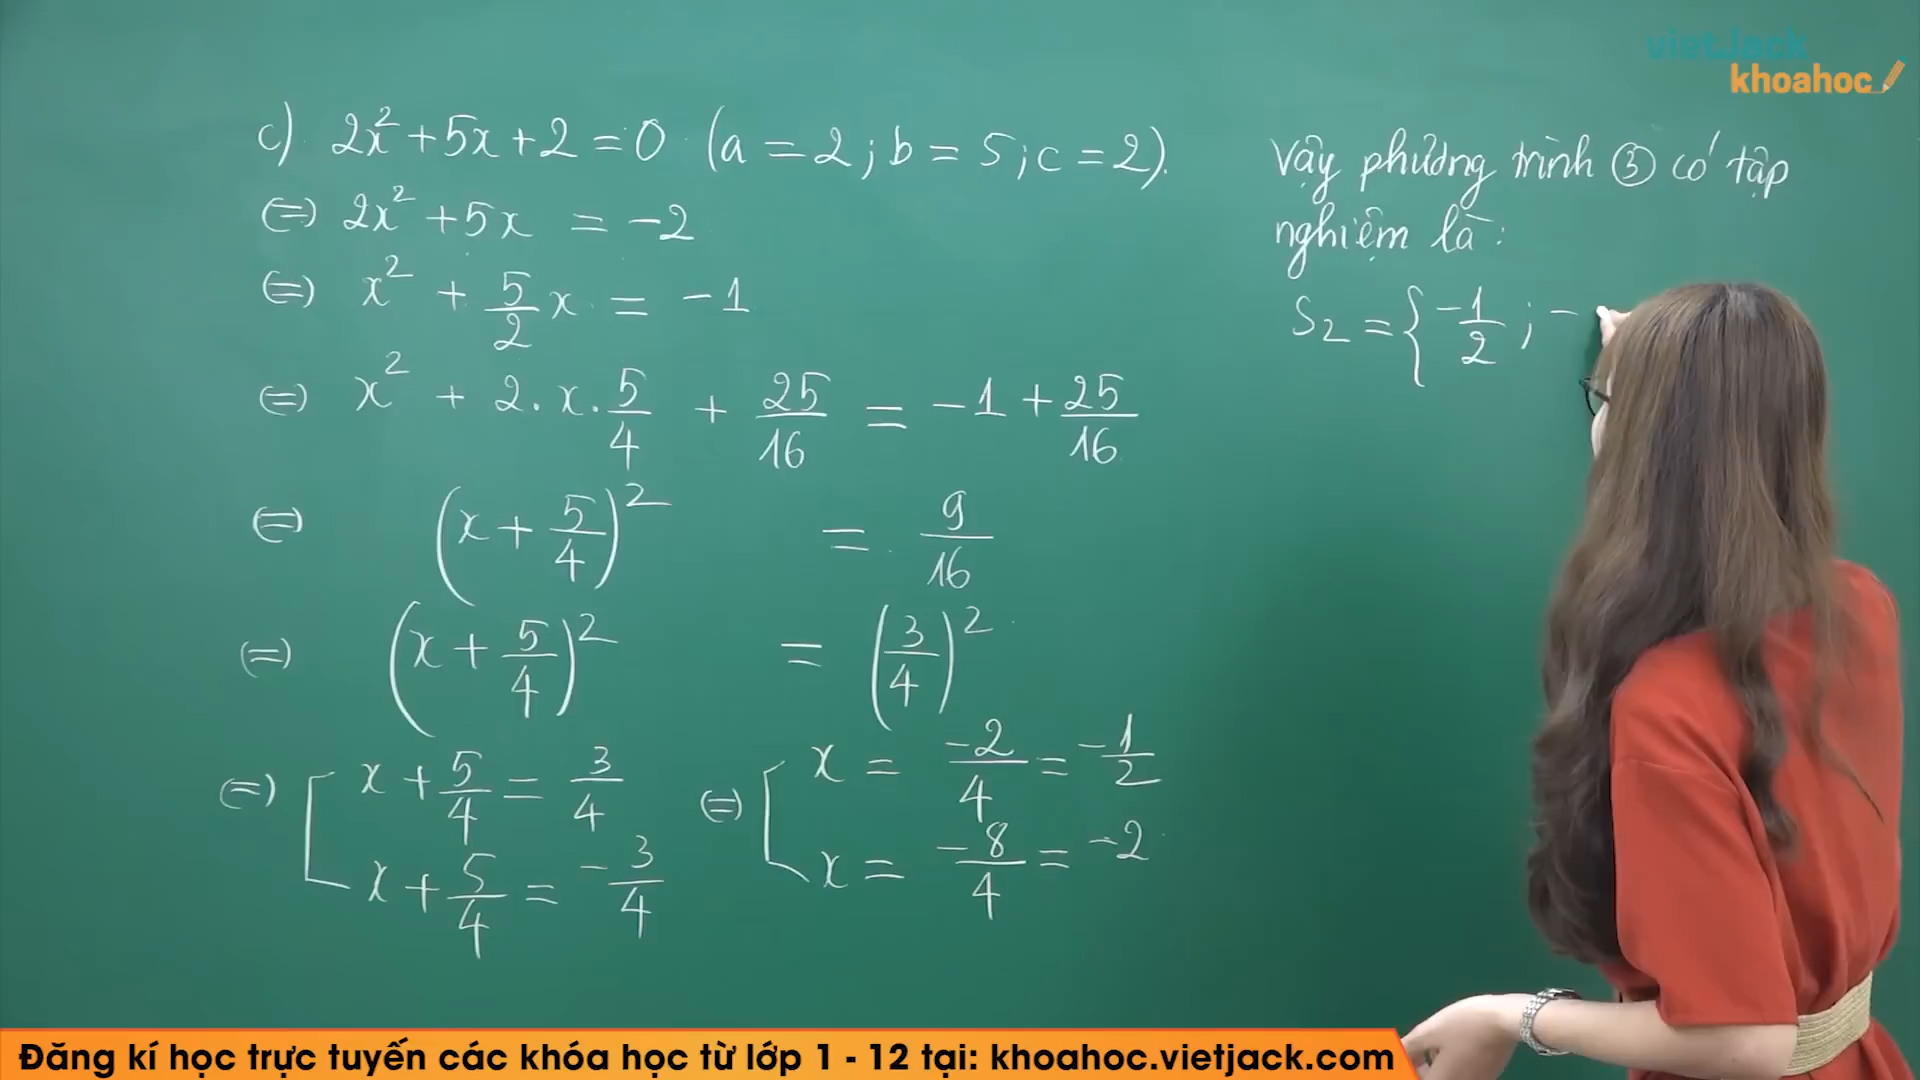 vietjack
khoahoc
c) 2x² + 5x + 2 = 0 (a = 2 ; b = 5 ; c = 2).
(=) 2x² + 5x = -2
(=) x² + 5/2 x = -1
(=) x² + 2.x.5/4 + 25/16 = -1 + 25/16
(=) (x + 5/4)² = 9/16
(=) (x + 5/4)² = (3/4)²
(=) [ x + 5/4 = 3/4 (=) [ x = -2/4 = -1/2
x + 5/4 = -3/4 x = -8/4 = -2
Vậy phương trình ③ có tập
nghiệm là:
S₂ = { -1/2 ; -
Đăng kí học trực tuyến các khóa học từ lớp 1 - 12 tại: khoahoc.vietjack.com